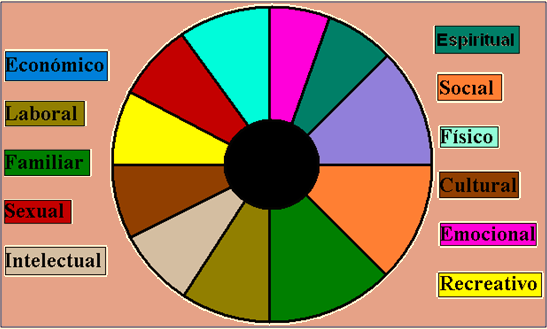 Económico
Laboral
Familiar
Sexual
Intelectual
Espiritual
Social
Físico
Cultural
Emocional
Recreativo